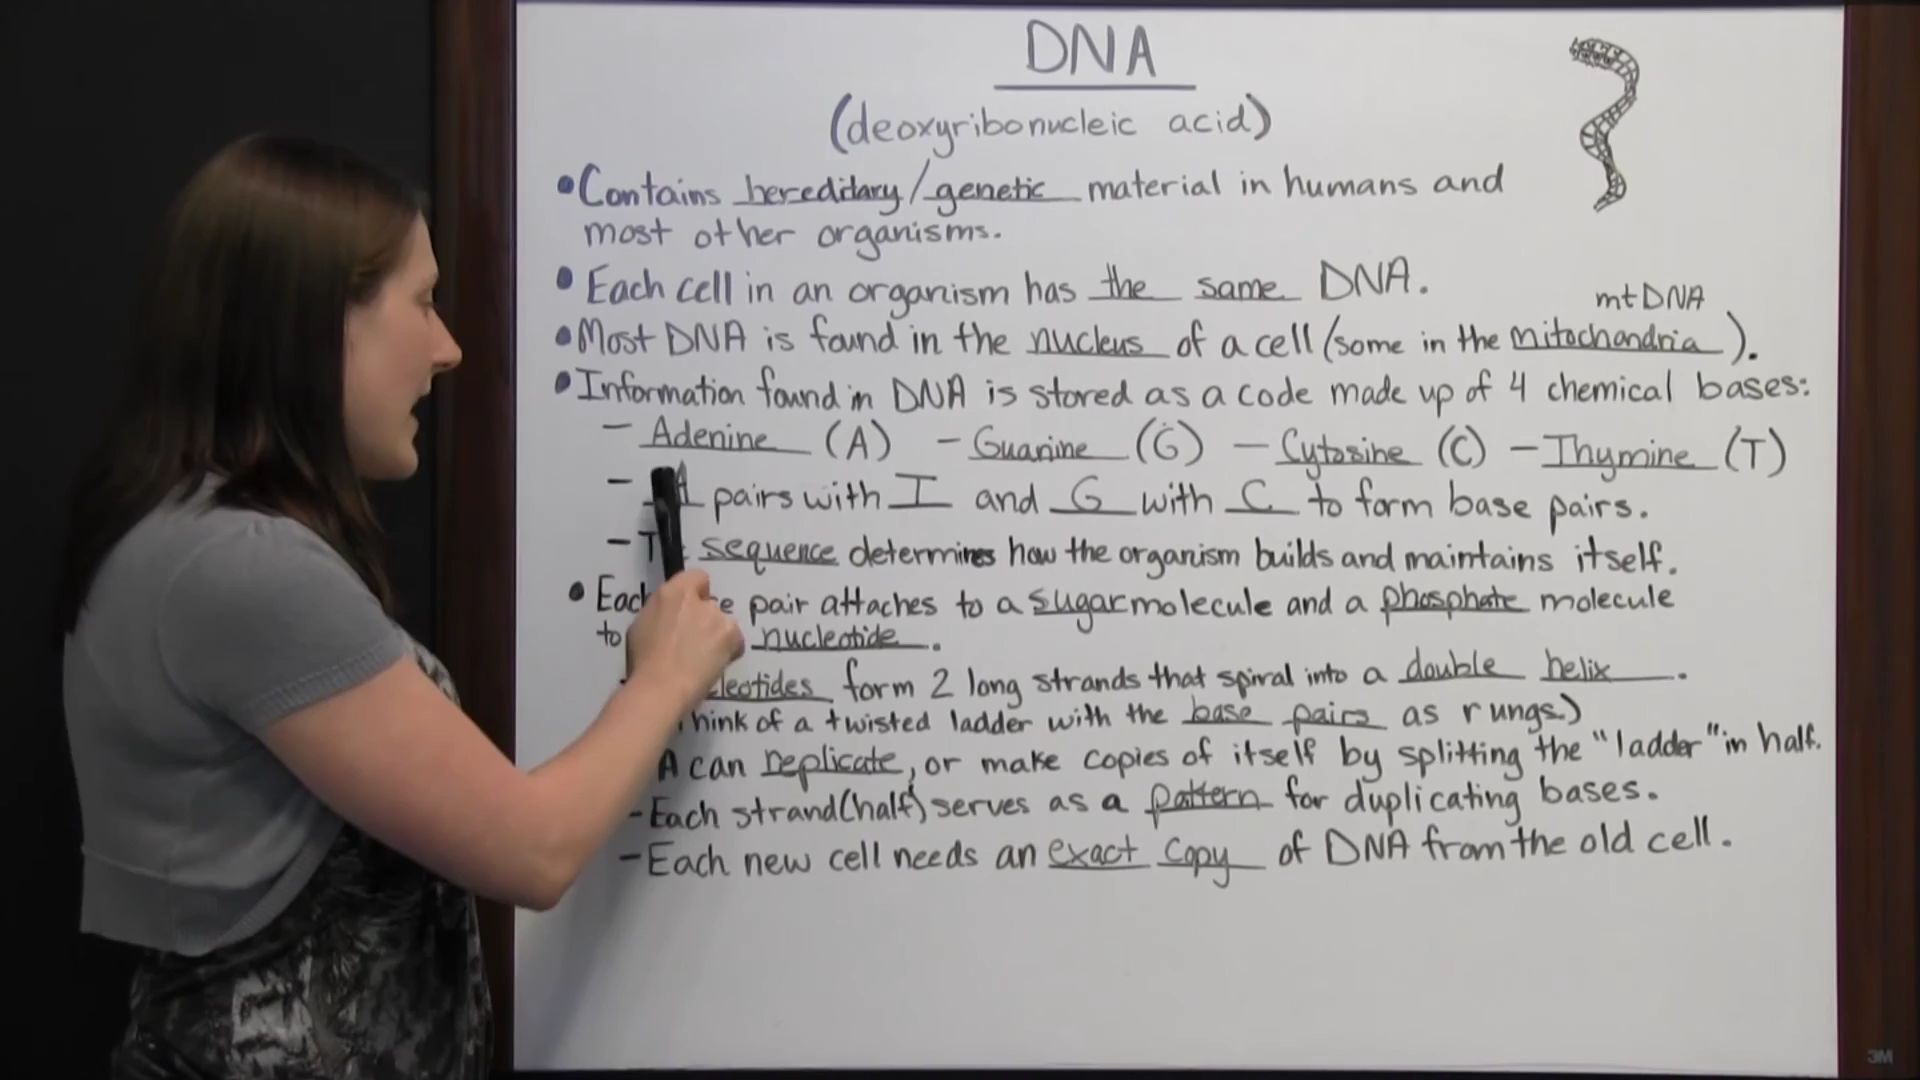 DNA
(deoxyribonucleic acid)
•Contains hereditary/genetic material in humans and
most other organisms.
• Each cell in an organism has the same DNA.
mtDNA
•Most DNA is found in the nucleus of a cell (some in the mitochondria).
•Information found in DNA is stored as a code made up of 4 chemical bases:
- Adenine (A) - Guanine (G) - Cytosine (C) - Thymine (T)
- A pairs with T and G with C to form base pairs.
- sequence determines how the organism builds and maintains itself.
• Each pair attaches to a sugar molecule and a phosphate molecule
to nucleotide.
leotides form 2 long strands that spiral into a double helix.
hink of a twisted ladder with the base pairs as rungs.)
A can replicate, or make copies of itself by splitting the "ladder" in half.
-Each strand(half) serves as a pattern for duplicating bases.
-Each new cell needs an exact copy of DNA from the old cell.
3M